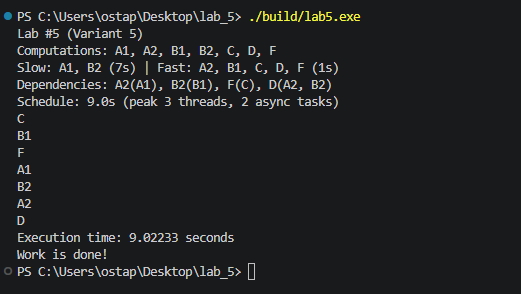 PS C:\Users\ostap\Desktop\lab_5> ./build/lab5.exe
Lab #5 (Variant 5)
Computations: A1, A2, B1, B2, C, D, F
Slow: A1, B2 (7s) | Fast: A2, B1, C, D, F (1s)
Dependencies: A2(A1), B2(B1), F(C), D(A2, B2)
Schedule: 9.0s (peak 3 threads, 2 async tasks)
C
B1
F
A1
B2
A2
D
Execution time: 9.02233 seconds
Work is done!
PS C:\Users\ostap\Desktop\lab_5>